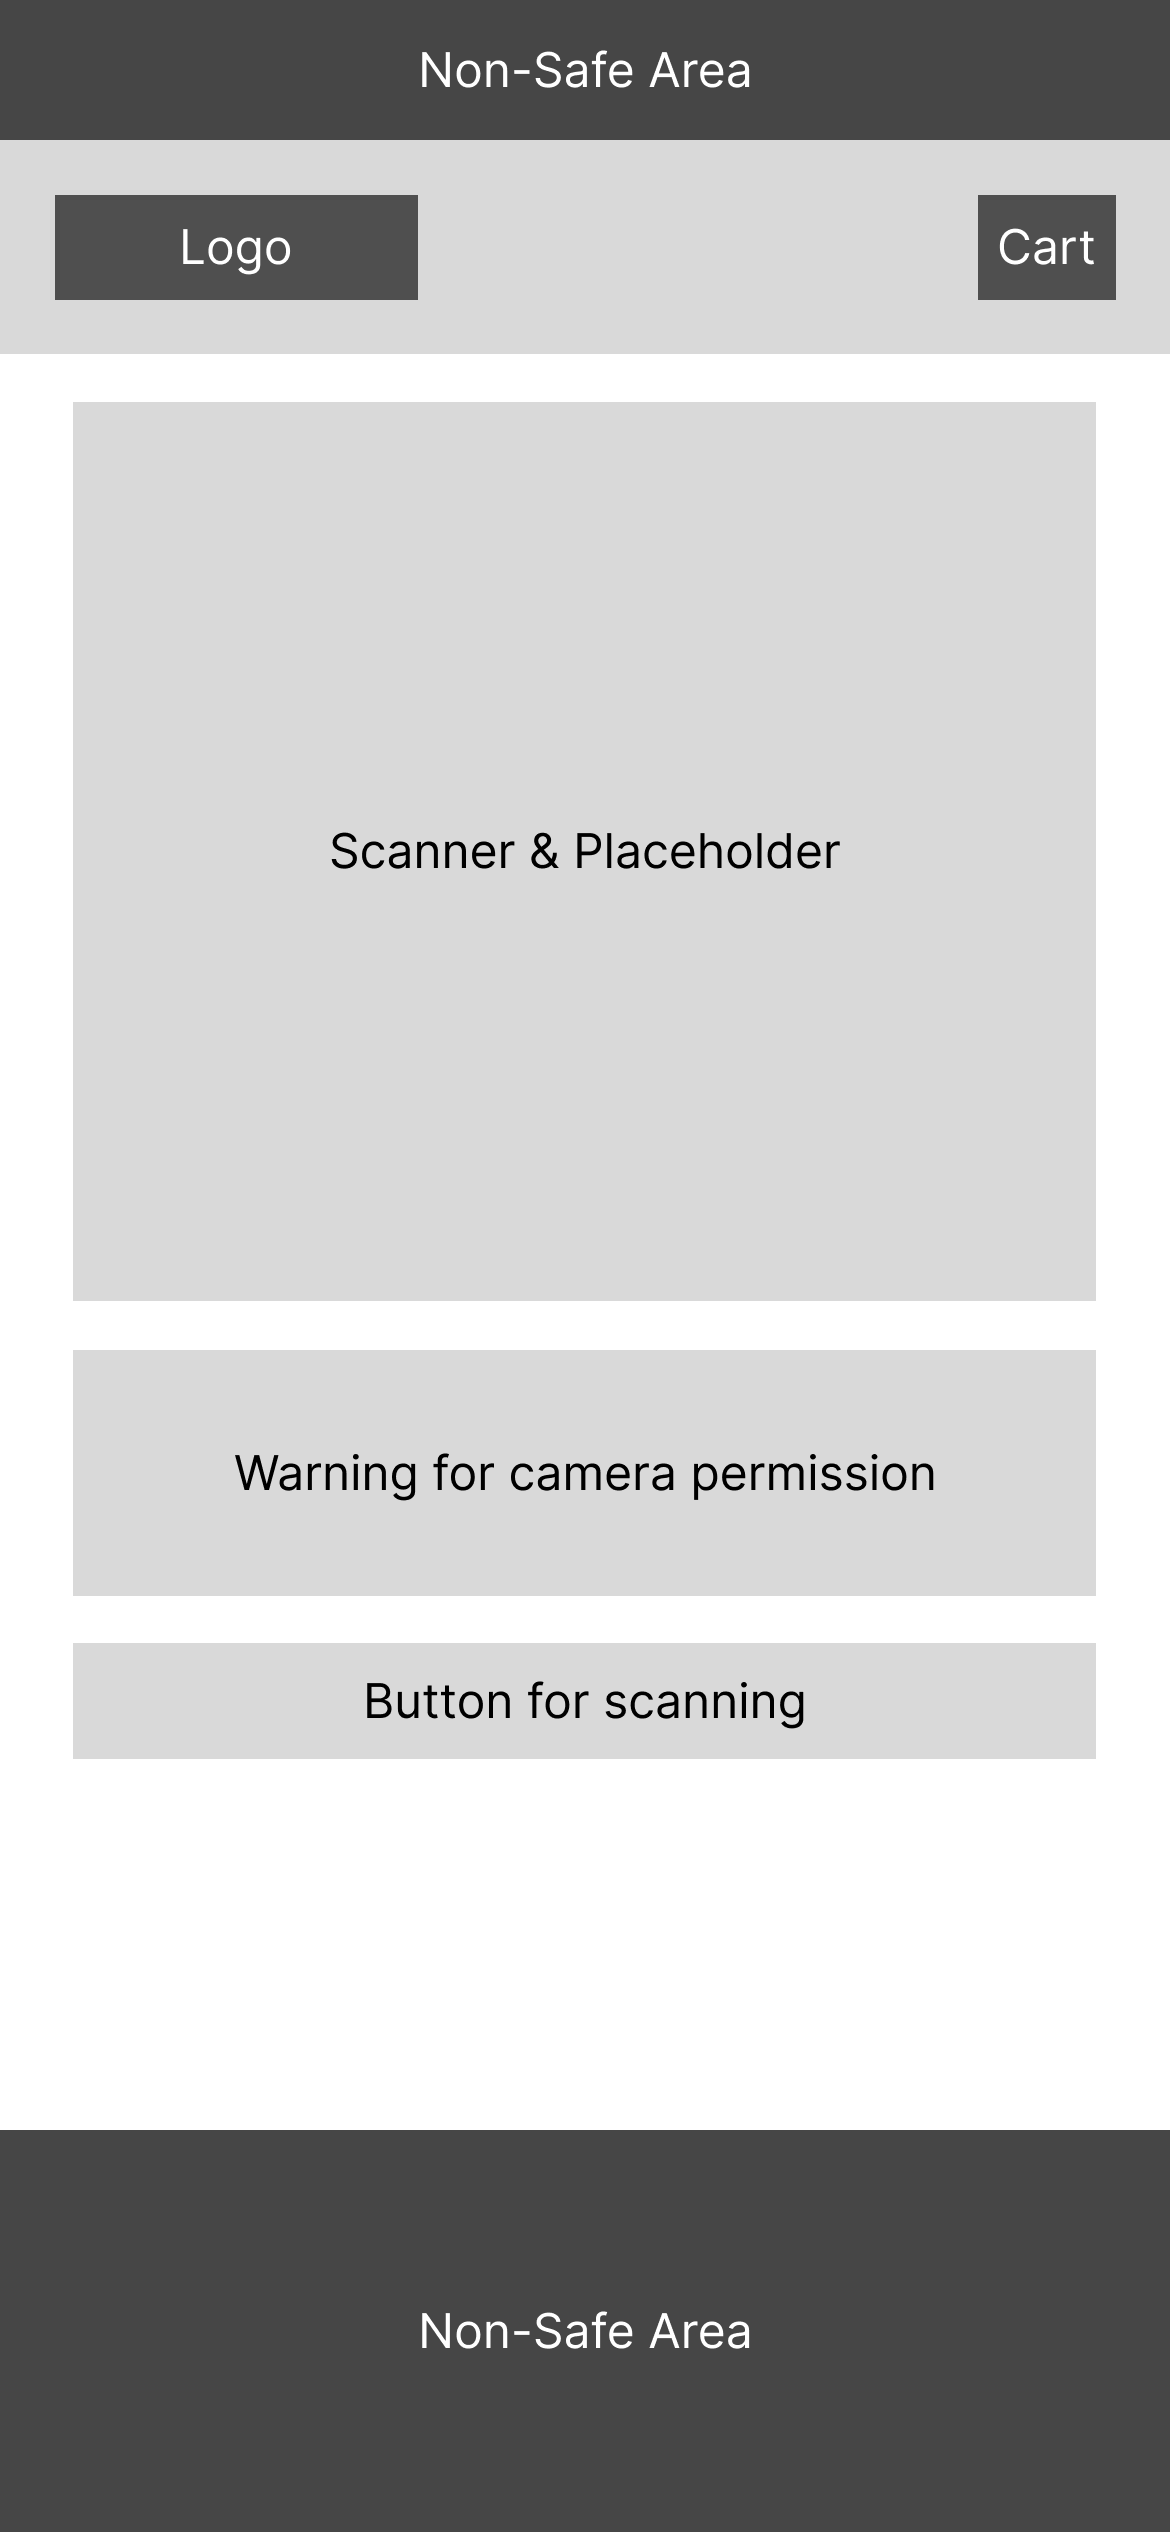 Non-Safe Area
Logo
Cart
Scanner & Placeholder
Warning for camera permission
Button for scanning
Non-Safe Area